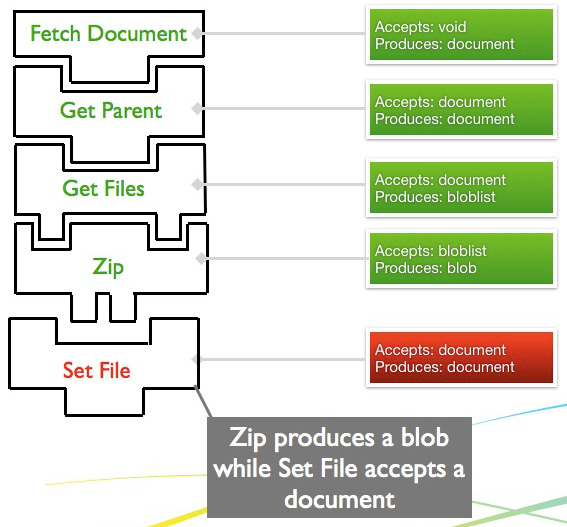 Fetch Document
Accepts: void
Produces: document
Get Parent
Accepts: document
Produces: document
Get Files
Accepts: document
Produces: bloblist
Zip
Accepts: bloblist
Produces: blob
Set File
Accepts: document
Produces: document
Zip produces a blob
while Set File accepts a
document